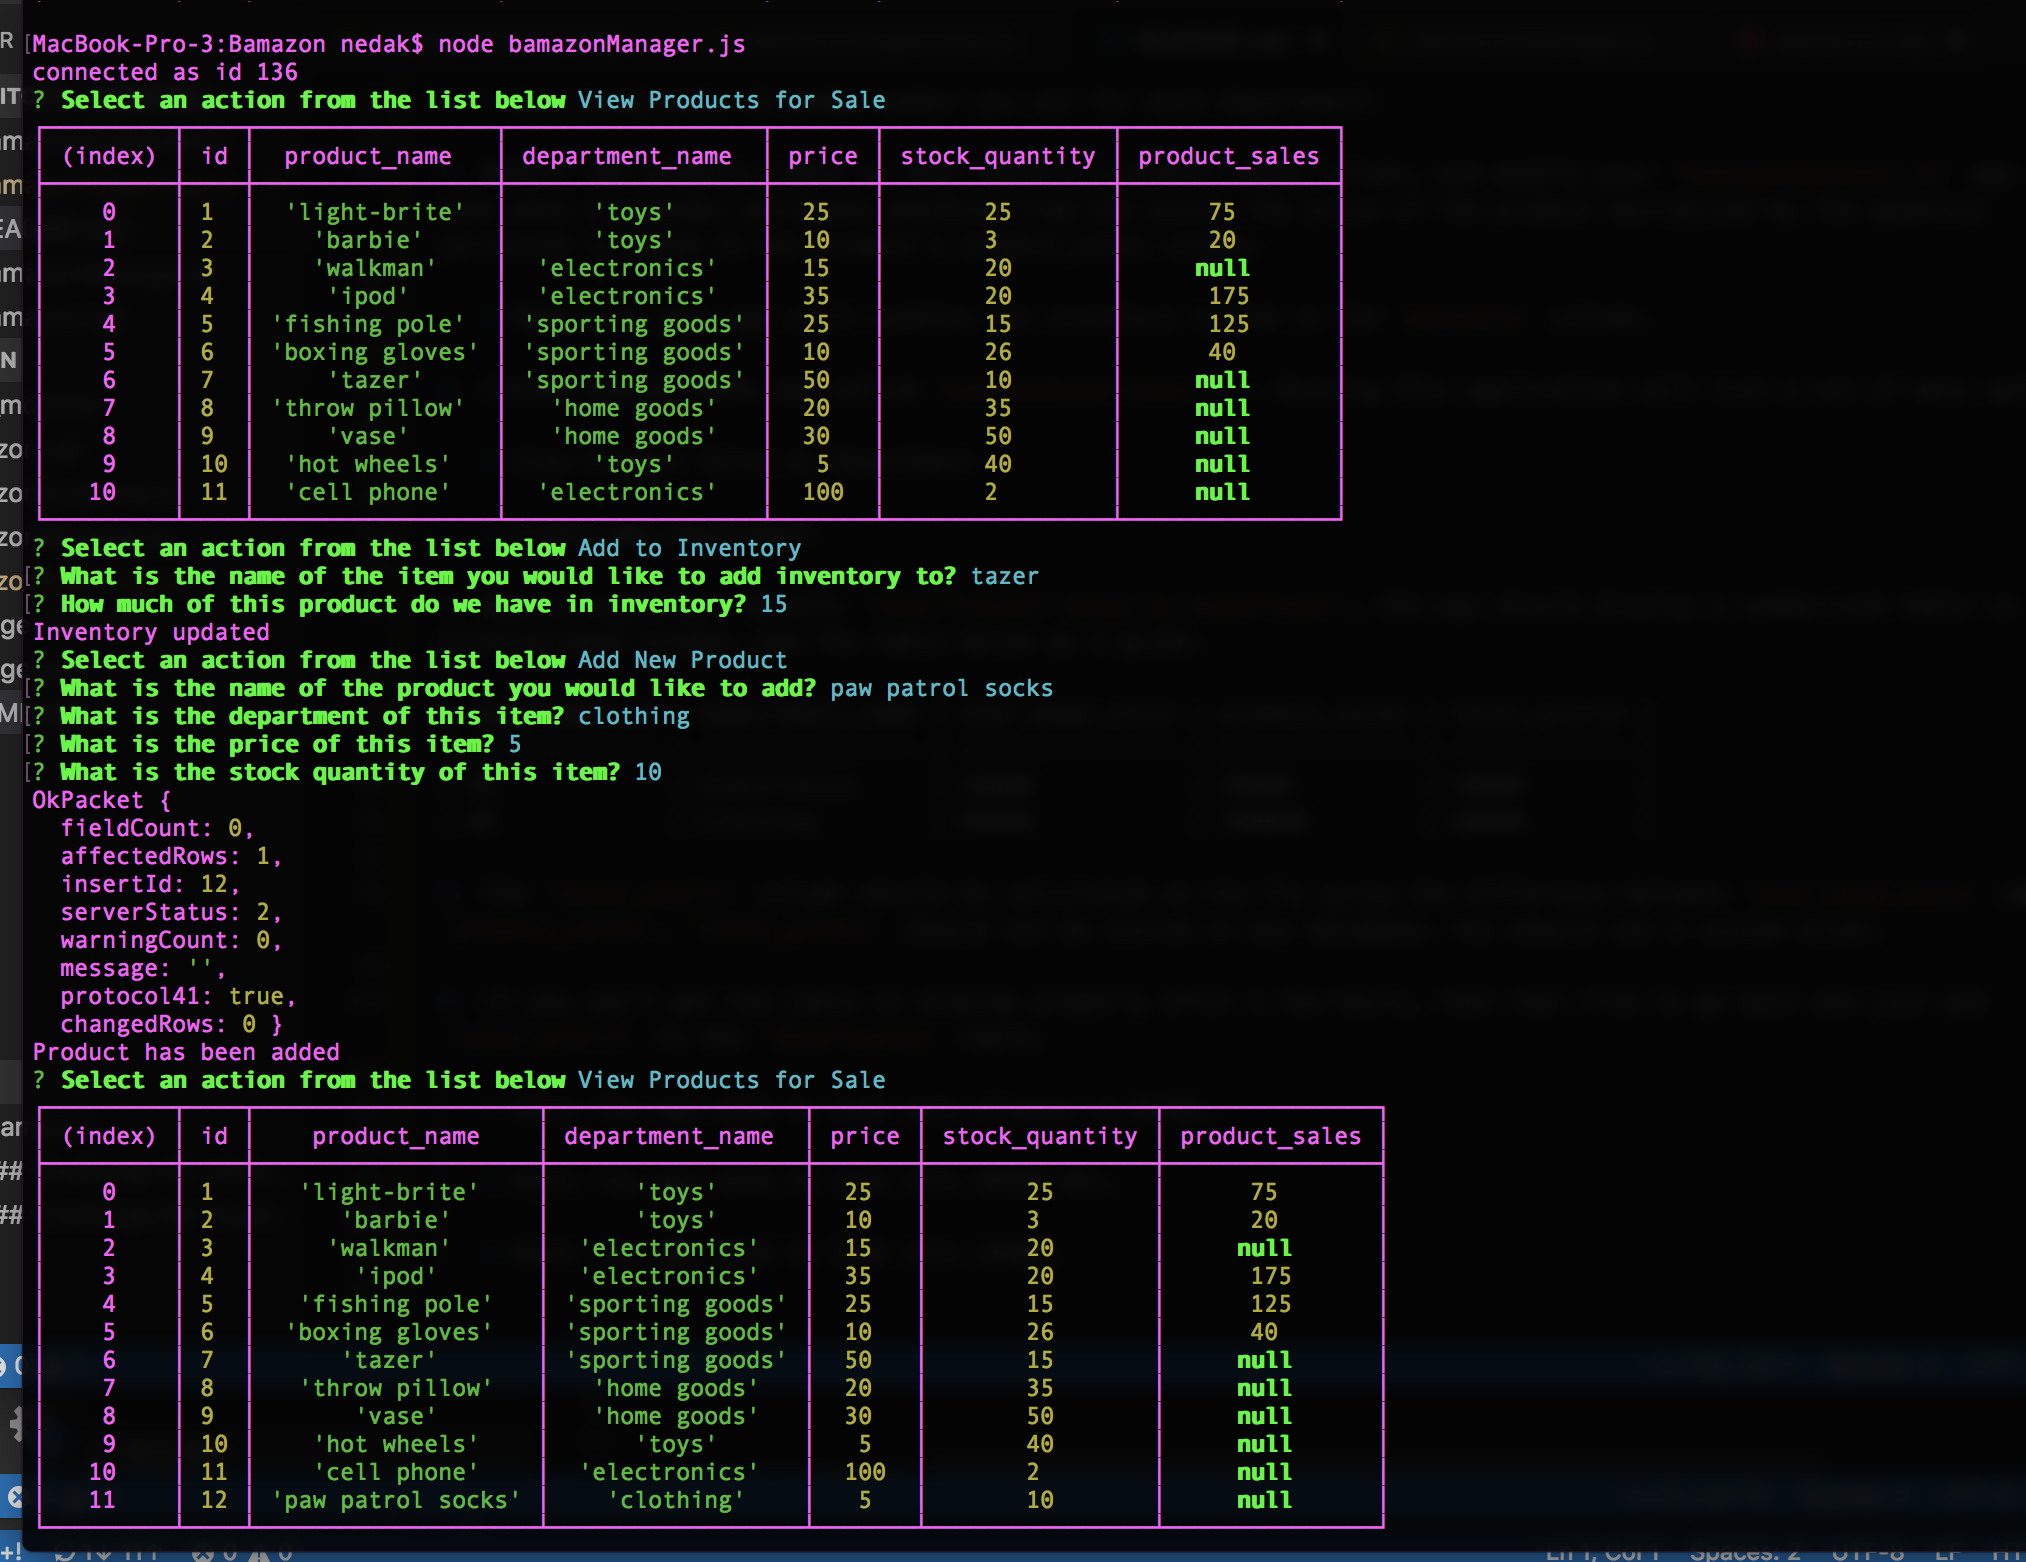 MacBook-Pro-3:Bamazon nedak$ node bamazonManager.js
connected as id 136
? Select an action from the list below View Products for Sale
(index) id product_name department_name price stock_quantity product_sales
0 1 'light-brite' 'toys' 25 25 75
1 2 'barbie' 'toys' 10 3 20
2 3 'walkman' 'electronics' 15 20 null
3 4 'ipod' 'electronics' 35 20 175
4 5 'fishing pole' 'sporting goods' 25 15 125
5 6 'boxing gloves' 'sporting goods' 10 26 40
6 7 'tazer' 'sporting goods' 50 10 null
7 8 'throw pillow' 'home goods' 20 35 null
8 9 'vase' 'home goods' 30 50 null
9 10 'hot wheels' 'toys' 5 40 null
10 11 'cell phone' 'electronics' 100 2 null
? Select an action from the list below Add to Inventory
[? What is the name of the item you would like to add inventory to? tazer
[? How much of this product do we have in inventory? 15
Inventory updated
? Select an action from the list below Add New Product
[? What is the name of the product you would like to add? paw patrol socks
[? What is the department of this item? clothing
[? What is the price of this item? 5
[? What is the stock quantity of this item? 10
OkPacket {
fieldCount: 0,
affectedRows: 1,
insertId: 12,
serverStatus: 2,
warningCount: 0,
message: '',
protocol41: true,
changedRows: 0 }
Product has been added
? Select an action from the list below View Products for Sale
(index) id product_name department_name price stock_quantity product_sales
0 1 'light-brite' 'toys' 25 25 75
1 2 'barbie' 'toys' 10 3 20
2 3 'walkman' 'electronics' 15 20 null
3 4 'ipod' 'electronics' 35 20 175
4 5 'fishing pole' 'sporting goods' 25 15 125
5 6 'boxing gloves' 'sporting goods' 10 26 40
6 7 'tazer' 'sporting goods' 50 15 null
7 8 'throw pillow' 'home goods' 20 35 null
8 9 'vase' 'home goods' 30 50 null
9 10 'hot wheels' 'toys' 5 40 null
10 11 'cell phone' 'electronics' 100 2 null
11 12 'paw patrol socks' 'clothing' 5 10 null